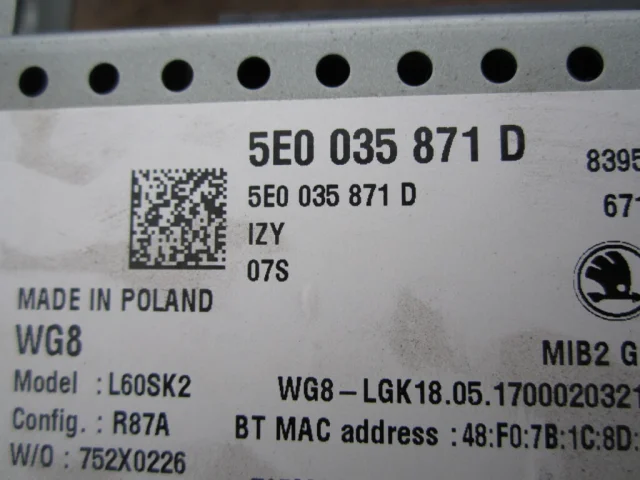 5E0 035 871 D
8395
5E0 035 871 D
671
IZY
07S
MADE IN POLAND
WG8
MIB2 G
Model : L60SK2
WG8-LGK18.05.1700020321
Config. : R87A
BT MAC address : 48:F0:7B:1C:8D:
W/O : 752X0226